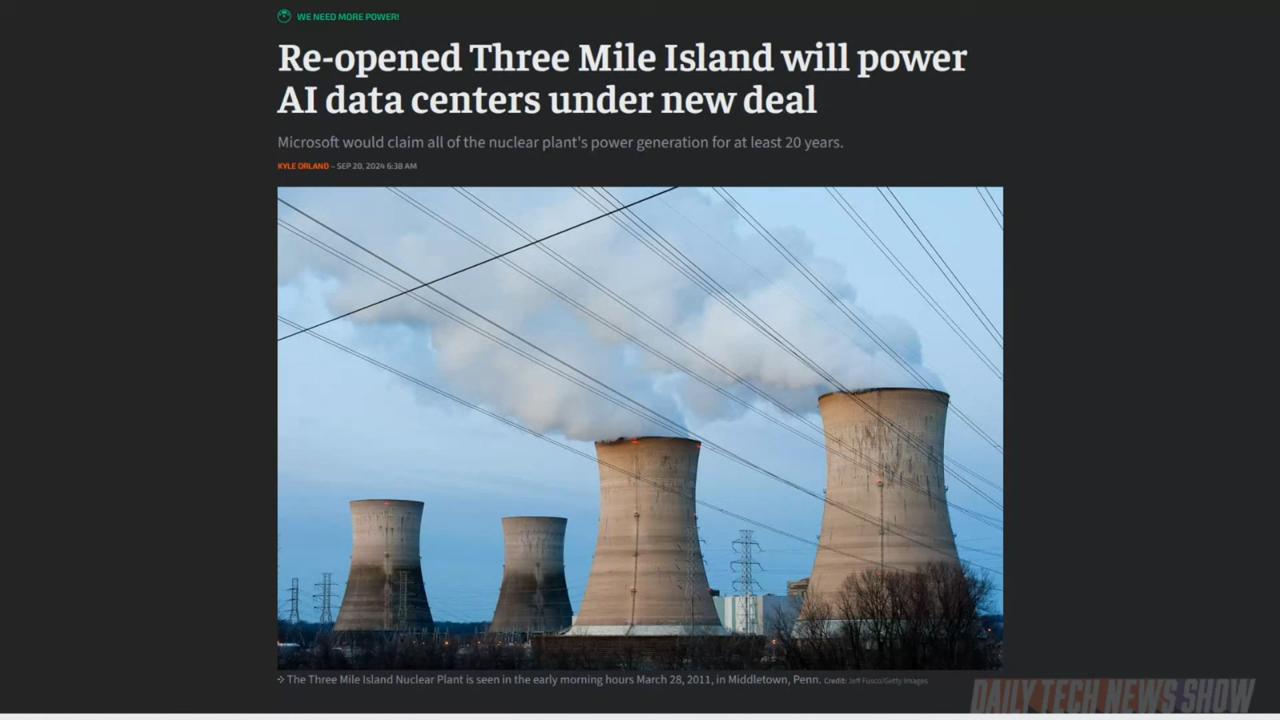 WE NEED MORE POWER!
Re-opened Three Mile Island will power
AI data centers under new deal
Microsoft would claim all of the nuclear plant's power generation for at least 20 years.
KYLE ORLAND – SEP 20, 2024 6:38 AM
The Three Mile Island Nuclear Plant is seen in the early morning hours March 28, 2011, in Middletown, Penn. Credit: Jeff Fusco/Getty Images
DAILY TECH NEWS SHOW